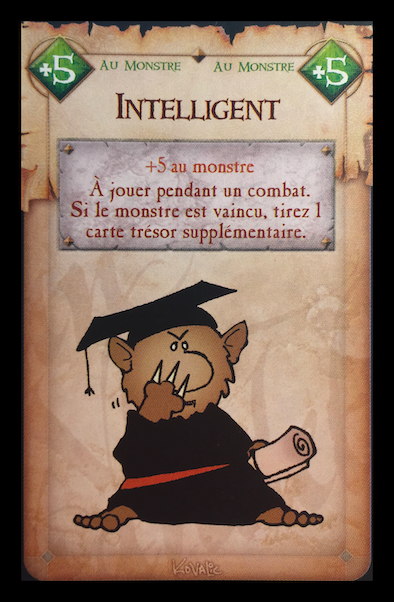 +5 Au Monstre Au Monstre +5
Intelligent
+5 au monstre
À jouer pendant un combat.
Si le monstre est vaincu, tirez 1
carte trésor supplémentaire.
Kovalic